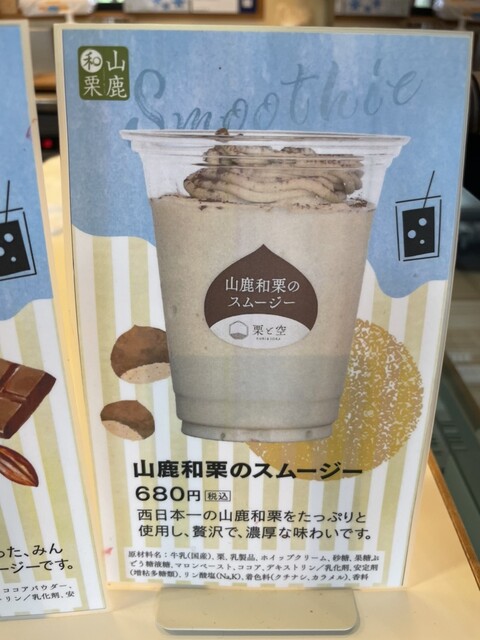 山鹿
和栗
Smoothie
山鹿和栗の
スムージー
栗と空
山鹿和栗のスムージー
680円 税込
西日本一の山鹿和栗をたっぷりと
使用し、贅沢で、濃厚な味わいです。
原材料名：牛乳(国産)、栗、乳製品、ホイップクリーム、砂糖、果糖ぶ
どう糖液糖、マロンペースト、ココア、デキストリン／乳化剤、安定剤
(増粘多糖類)、リン酸塩(Na,K)、着色料(クチナシ、カラメル)、香料
った、みん
ージーです。
ココアパウダー、
トリン／乳化剤、安